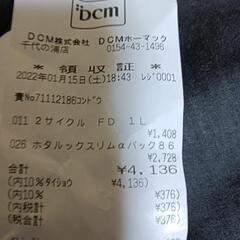 DCM
DCM株式会社 DCMホーマック
千代の浦店 0154-43-1496
* 領 収 証 *
2022年01月15日(土)18:43 レジ0001
責No71112186コンドウ
011 2サイクル FD 1L
¥1,408
026 ホタルックスリムαパック86
¥2,728
合計 ¥4,136
(内10%タイショウ ¥4,136)
(内10% ¥376)
(内税計 ¥376)
(税合計 ¥376)